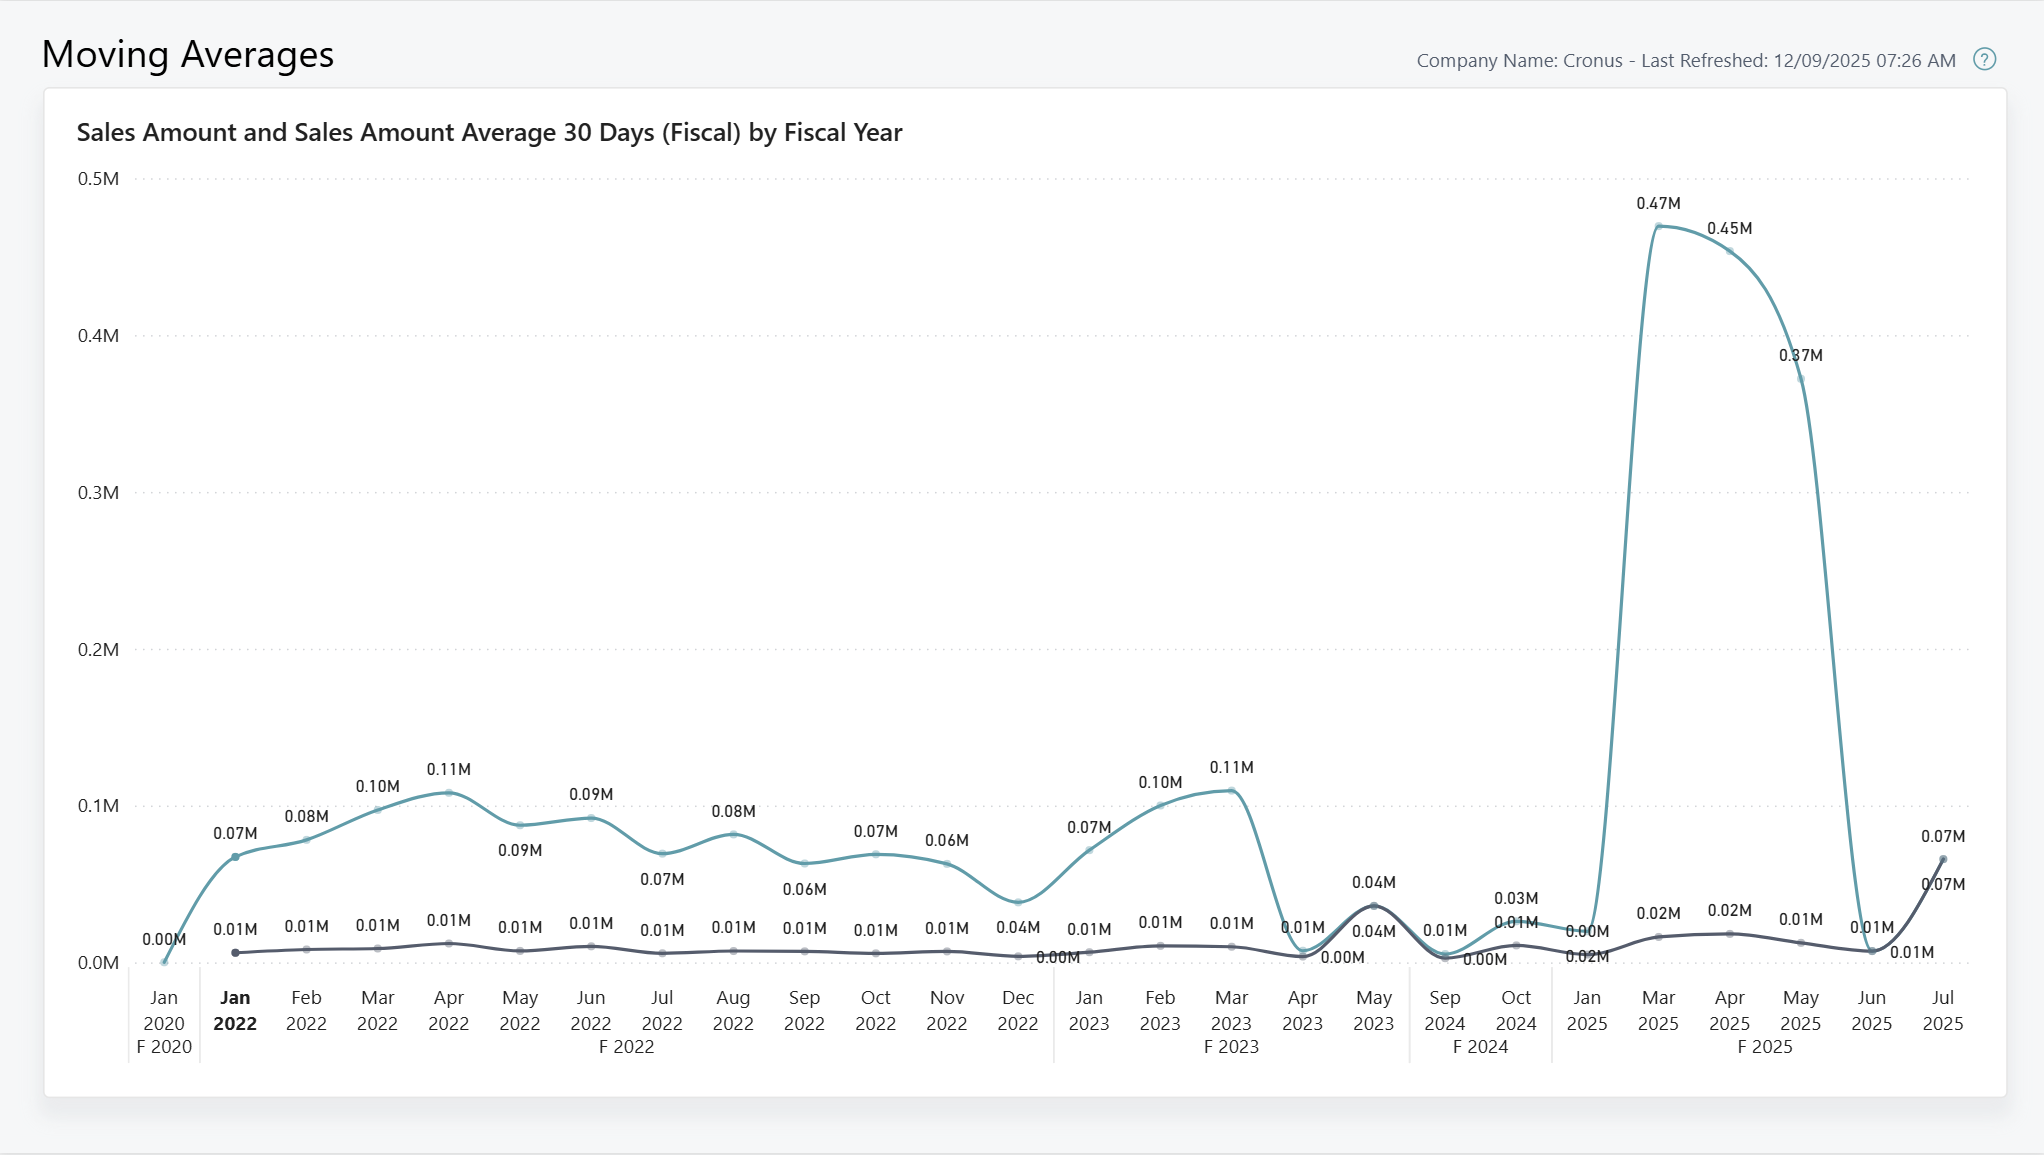 Moving Averages
Company Name: Cronus - Last Refreshed: 12/09/2025 07:26 AM ?
Sales Amount and Sales Amount Average 30 Days (Fiscal) by Fiscal Year
0.5M
0.4M
0.3M
0.2M
0.1M
0.0M
0.00M
0.07M
0.08M
0.10M
0.11M
0.09M
0.09M
0.07M
0.08M
0.06M
0.07M
0.06M
0.04M
0.07M
0.10M
0.11M
0.01M
0.04M
0.01M
0.03M
0.02M
0.47M
0.45M
0.37M
0.01M
0.07M
0.01M
0.01M
0.01M
0.01M
0.01M
0.01M
0.01M
0.01M
0.01M
0.01M
0.01M
0.00M
0.01M
0.01M
0.01M
0.00M
0.04M
0.00M
0.01M
0.00M
0.02M
0.02M
0.01M
0.01M
0.07M
Jan Jan Feb Mar Apr May Jun Jul Aug Sep Oct Nov Dec Jan Feb Mar Apr May Sep Oct Jan Mar Apr May Jun Jul
2020 2022 2022 2022 2022 2022 2022 2022 2022 2022 2022 2022 2022 2023 2023 2023 2023 2023 2024 2024 2025 2025 2025 2025 2025 2025
F 2020 F 2022 F 2023 F 2024 F 2025